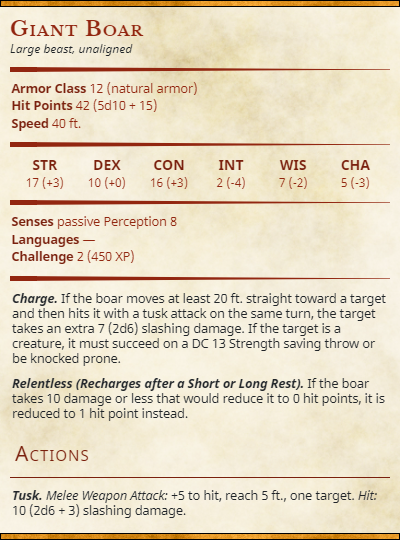 Giant Boar
Large beast, unaligned
Armor Class 12 (natural armor)
Hit Points 42 (5d10 + 15)
Speed 40 ft.
STR DEX CON INT WIS CHA
17 (+3) 10 (+0) 16 (+3) 2 (-4) 7 (-2) 5 (-3)
Senses passive Perception 8
Languages —
Challenge 2 (450 XP)
Charge. If the boar moves at least 20 ft. straight toward a target
and then hits it with a tusk attack on the same turn, the target
takes an extra 7 (2d6) slashing damage. If the target is a
creature, it must succeed on a DC 13 Strength saving throw or
be knocked prone.
Relentless (Recharges after a Short or Long Rest). If the boar
takes 10 damage or less that would reduce it to 0 hit points, it is
reduced to 1 hit point instead.
Actions
Tusk. Melee Weapon Attack: +5 to hit, reach 5 ft., one target. Hit:
10 (2d6 + 3) slashing damage.